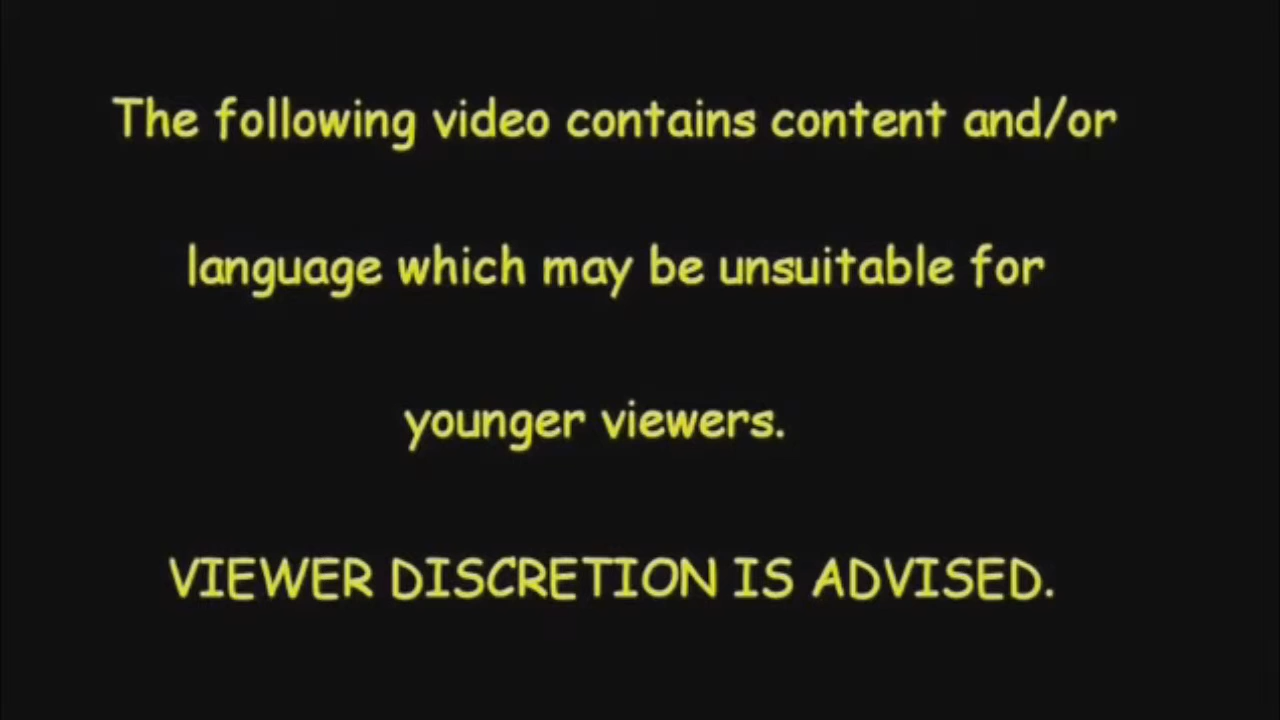 The following video contains content and/or
language which may be unsuitable for
younger viewers.
VIEWER DISCRETION IS ADVISED.